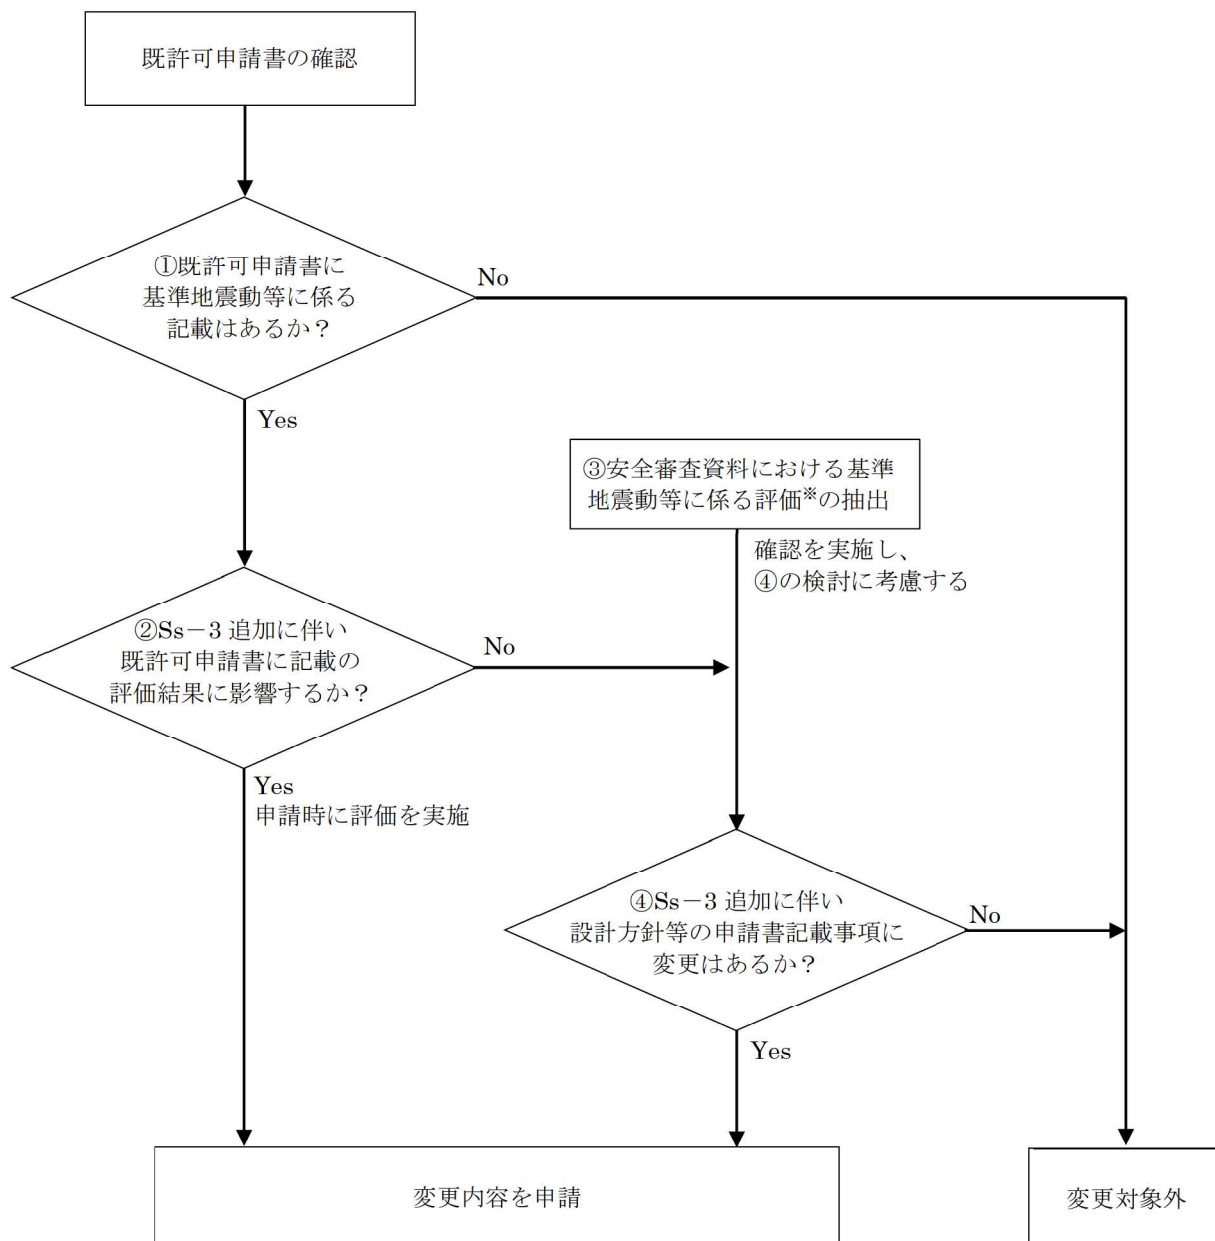 既許可申請書の確認
①既許可申請書に
基準地震動等に係る
記載はあるか？
No
Yes
③安全審査資料における基準
地震動等に係る評価※の抽出
確認を実施し、
④の検討に考慮する
②Ss－3 追加に伴い
既許可申請書に記載の
評価結果に影響するか？
No
Yes
申請時に評価を実施
④Ss－3 追加に伴い
設計方針等の申請書記載事項に
変更はあるか？
No
Yes
変更内容を申請
変更対象外